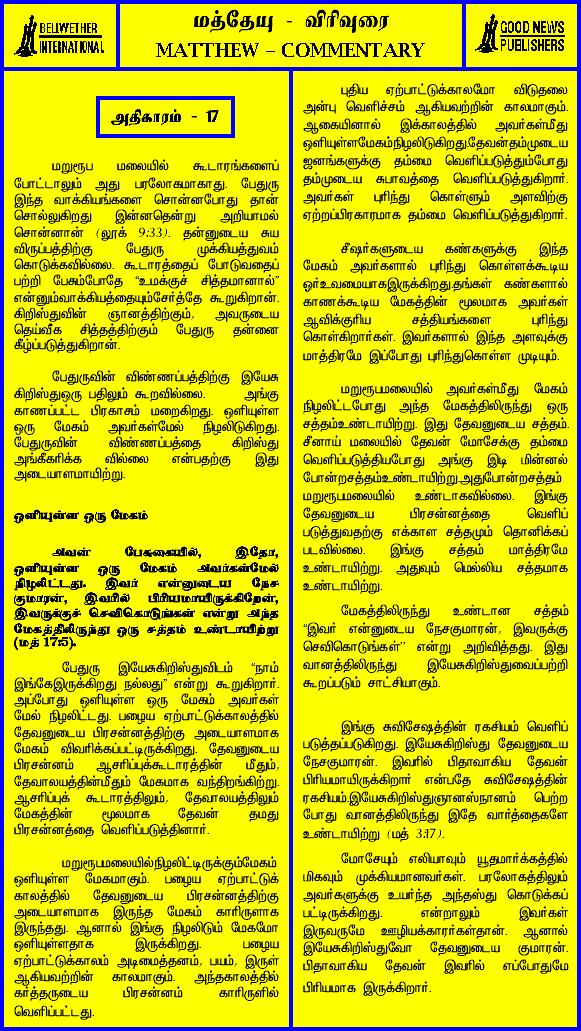 BELLWETHER
INTERNATIONAL
மத்தேயு - விரிவுரை
MATTHEW – COMMENTARY
GOOD NEWS
PUBLISHERS
அதிகாரம் - 17
மறுரூப மலையில் கூடாரங்களைப்
போட்டாலும் அது பரலோகமாகாது. பேதுரு
இந்த வாக்கியங்களை சொன்னபோது தான்
சொல்லுகிறது இன்னதென்று அறியாமல்
சொன்னான் (லூக் 9:33). தன்னுடைய சுய
விருப்பத்திற்கு பேதுரு முக்கியத்துவம்
கொடுக்கவில்லை. கூடாரத்தைப் போடுவதைப்
பற்றி பேசும்போதே “உமக்குச் சித்தமானால்”
என்னும்வாக்கியத்தையும்சேர்த்தே கூறுகிறான்.
கிறிஸ்துவின் ஞானத்திற்கும், அவருடைய
தெய்வீக சித்தத்திற்கும் பேதுரு தன்னை
கீழ்ப்படுத்துகிறான்.
பேதுருவின் விண்ணப்பத்திற்கு இயேசு
கிறிஸ்துஒரு பதிலும் கூறவில்லை. அங்கு
காணப்பட்ட பிரகாசம் மறைகிறது. ஒளியுள்ள
ஒரு மேகம் அவர்கள்மேல் நிழலிடுகிறது.
பேதுருவின் விண்ணப்பத்தை கிறிஸ்து
அங்கீகரிக்க வில்லை என்பதற்கு இது
அடையாளமாயிற்று.
ஒளியுள்ள ஒரு மேகம்
அவன் பேசுகையில், இதோ,
ஒளியுள்ள ஒரு மேகம் அவர்கள்மேல்
நிழலிட்டது. இவர் என்னுடைய நேச
குமாரன், இவரில் பிரியமாயிருக்கிறேன்,
இவருக்குச் செவிகொடுங்கள் என்று அந்த
மேகத்திலிருந்து ஒரு சத்தம் உண்டாயிற்று
(மத் 17:5).
பேதுரு இயேசுகிறிஸ்துவிடம் “நாம்
இங்கேஇருக்கிறது நல்லது” என்று கூறுகிறார்.
அப்போது ஒளியுள்ள ஒரு மேகம் அவர்கள்
மேல் நிழலிட்டது. பழைய ஏற்பாட்டுக்காலத்தில்
தேவனுடைய பிரசன்னத்திற்கு அடையாளமாக
மேகம் விவரிக்கப்பட்டிருக்கிறது. தேவனுடைய
பிரசன்னம் ஆசரிப்புக்கூடாரத்தின் மீதும்,
தேவாலயத்தின்மீதும் மேகமாக வந்திறங்கிற்று.
ஆசரிப்புக் கூடாரத்திலும், தேவாலயத்திலும்
மேகத்தின் மூலமாக தேவன் தமது
பிரசன்னத்தை வெளிப்படுத்தினார்.
மறுரூபமலையில்நிழலிட்டிருக்கும்மேகம்
ஒளியுள்ள மேகமாகும். பழைய ஏற்பாட்டுக்
காலத்தில் தேவனுடைய பிரசன்னத்திற்கு
அடையாளமாக இருந்த மேகம் காரிருளாக
இருந்தது. ஆனால் இங்கு நிழலிடும் மேகமோ
ஒளியுள்ளதாக இருக்கிறது. பழைய
ஏற்பாட்டுக்காலம் அடிமைத்தனம், பயம், இருள்
ஆகியவற்றின் காலமாகும். அந்தகாலத்தில்
கர்த்தருடைய பிரசன்னம் காரிருளில்
வெளிப்பட்டது.
புதிய ஏற்பாட்டுக்காலமோ விடுதலை
அன்பு வெளிச்சம் ஆகியவற்றின் காலமாகும்.
ஆகையினால் இக்காலத்தில் அவர்கள்மீது
ஒளியுள்ளமேகம்நிழலிடுகிறது.தேவன்தம்முடைய
ஜனங்களுக்கு தம்மை வெளிப்படுத்தும்போது
தம்முடைய சுபாவத்தை வெளிப்படுத்துகிறார்.
அவர்கள் புரிந்து கொள்ளும் அளவிற்கு
ஏற்றப்பிரகாரமாக தம்மை வெளிப்படுத்துகிறார்.
சீஷர்களுடைய கண்களுக்கு இந்த
மேகம் அவர்களால் புரிந்து கொள்ளக்கூடிய
ஓர்உவமையாகஇருக்கிறது.தங்கள் கண்களால்
காணக்கூடிய மேகத்தின் மூலமாக அவர்கள்
ஆவிக்குரிய சத்தியங்களை புரிந்து
கொள்கிறார்கள். இவர்களால் இந்த அளவுக்கு
மாத்திரமே இப்போது புரிந்துகொள்ள முடியும்.
மறுரூபமலையில் அவர்கள்மீது மேகம்
நிழலிட்டபோது அந்த மேகத்திலிருந்து ஒரு
சத்தம்உண்டாயிற்று. இது தேவனுடைய சத்தம்.
சீனாய் மலையில் தேவன் மோசேக்கு தம்மை
வெளிப்படுத்தியபோது அங்கு இடி மின்னல்
போன்றசத்தம்உண்டாயிற்று.அதுபோன்றசத்தம்
மறுரூபமலையில் உண்டாகவில்லை. இங்கு
தேவனுடைய பிரசன்னத்தை வெளிப்
படுத்துவதற்கு எக்காள சத்தமும் தொனிக்கப்
படவில்லை. இங்கு சத்தம் மாத்திரமே
உண்டாயிற்று. அதுவும் மெல்லிய சத்தமாக
உண்டாயிற்று.
மேகத்திலிருந்து உண்டான சத்தம்
“இவர் என்னுடைய நேசகுமாரன், இவருக்கு
செவிகொடுங்கள்” என்று அறிவித்தது. இது
வானத்திலிருந்து இயேசுகிறிஸ்துவைப்பற்றி
கூறப்படும் சாட்சியாகும்.
இங்கு சுவிசேஷத்தின் ரகசியம் வெளிப்
படுத்தப்படுகிறது. இயேசுகிறிஸ்து தேவனுடைய
நேசகுமாரன். இவரில் பிதாவாகிய தேவன்
பிரியமாயிருக்கிறார் என்பதே சுவிசேஷத்தின்
ரகசியம்.இயேசுகிறிஸ்துஞானஸ்நானம் பெற்ற
போது வானத்திலிருந்து இதே வார்த்தைகளே
உண்டாயிற்று (மத் 3:17).
மோசேயும் எலியாவும் யூதமார்க்கத்தில்
மிகவும் முக்கியமானவர்கள். பரலோகத்திலும்
அவர்களுக்கு உயர்ந்த அந்தஸ்து கொடுக்கப்
பட்டிருக்கிறது. என்றாலும் இவர்கள்
இருவருமே ஊழியக்காரர்கள்தான். ஆனால்
இயேசுகிறிஸ்துவோ தேவனுடைய குமாரன்.
பிதாவாகிய தேவன் இவரில் எப்போதுமே
பிரியமாக இருக்கிறார்.